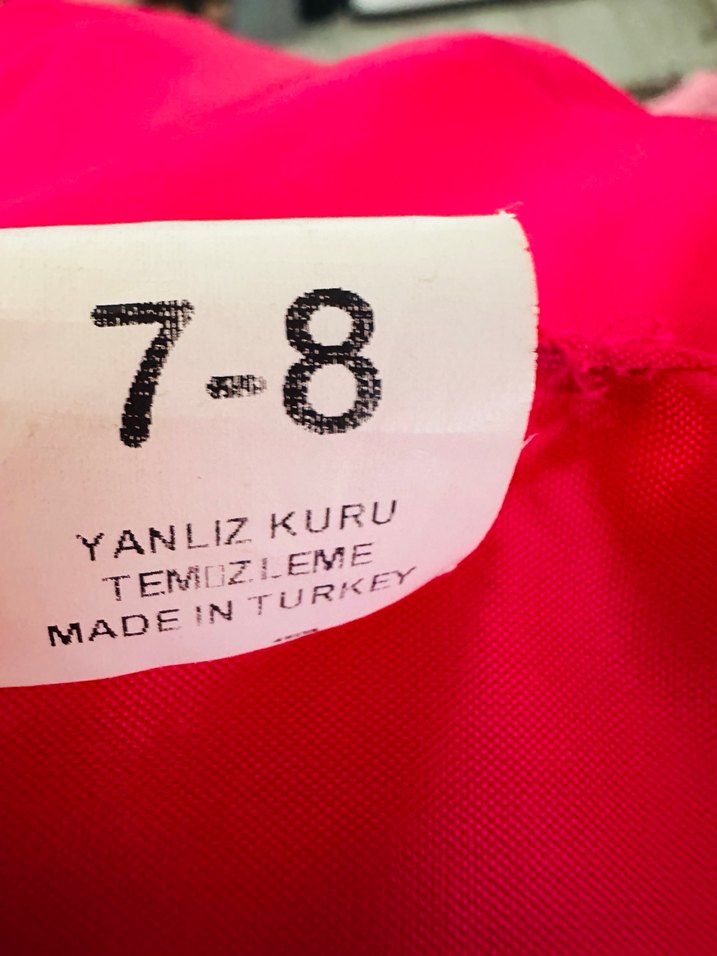 7-8
YANLIZ KURU
TEM▯ZLEME
MADE IN TURKEY